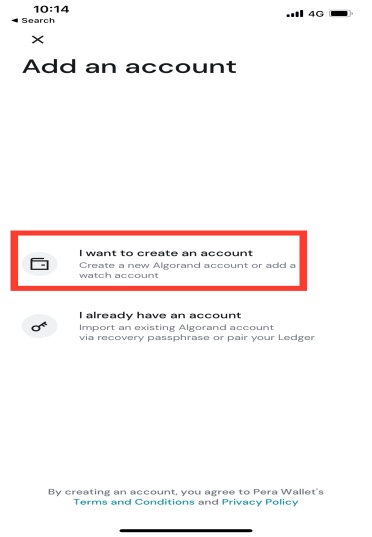 10:14
4G
◄ Search
Add an account
I want to create an account
Create a new Algorand account or add a
watch account
I already have an account
Import an existing Algorand account
via recovery passphrase or pair your Ledger
By creating an account, you agree to Pera Wallet's
Terms and Conditions and Privacy Policy